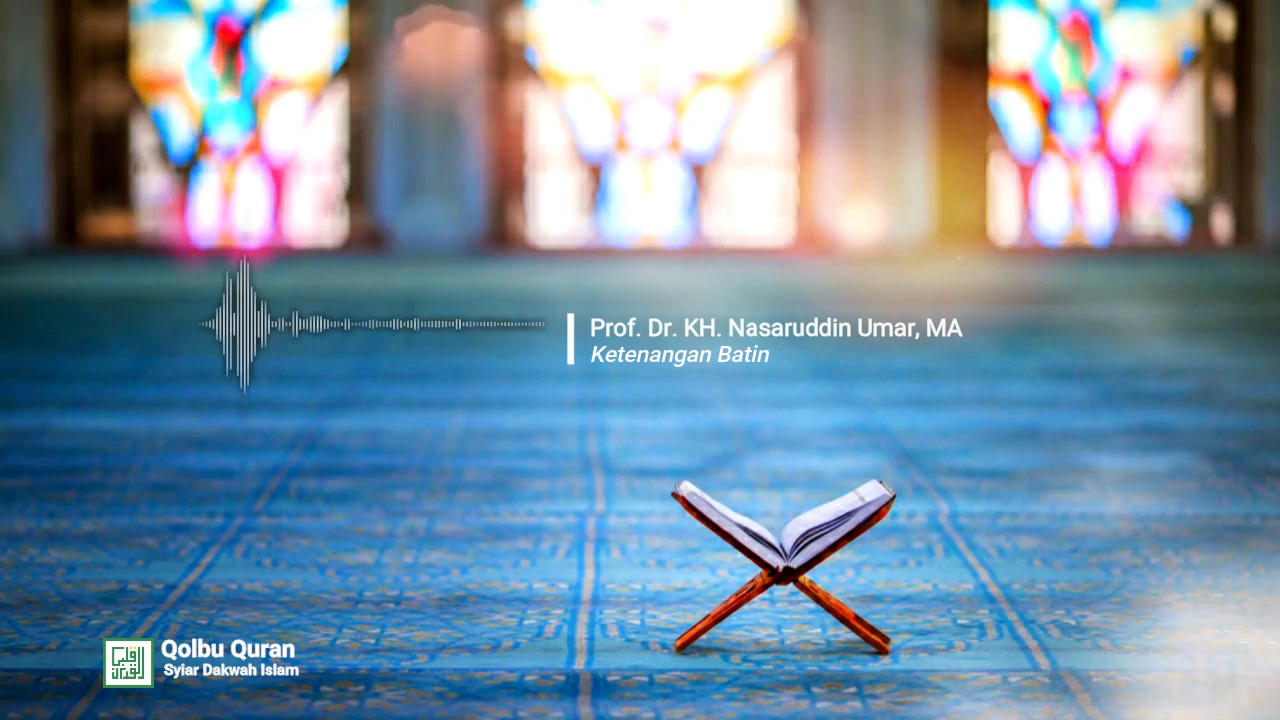 Prof. Dr. KH. Nasaruddin Umar, MA
Ketenangan Batin
Qolbu Quran
Syiar Dakwah Islam